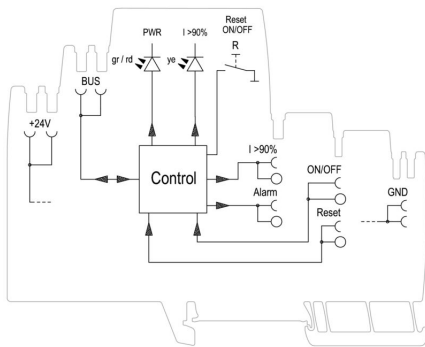 PWR
I >90%
Reset
ON/OFF
R
gr / rd
ye
BUS
+24V
Control
I >90%
Alarm
ON/OFF
Reset
GND